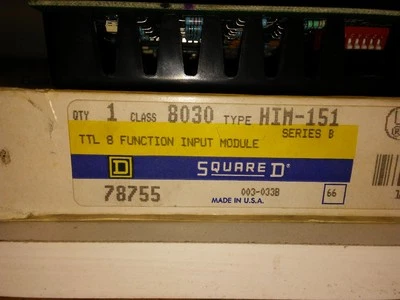 QTY 1 CLASS 8030 TYPE HIM-151
SERIES B
TTL 8 FUNCTION INPUT MODULE
D SQUARE D
78755 003-033B 66
MADE IN U.S.A.